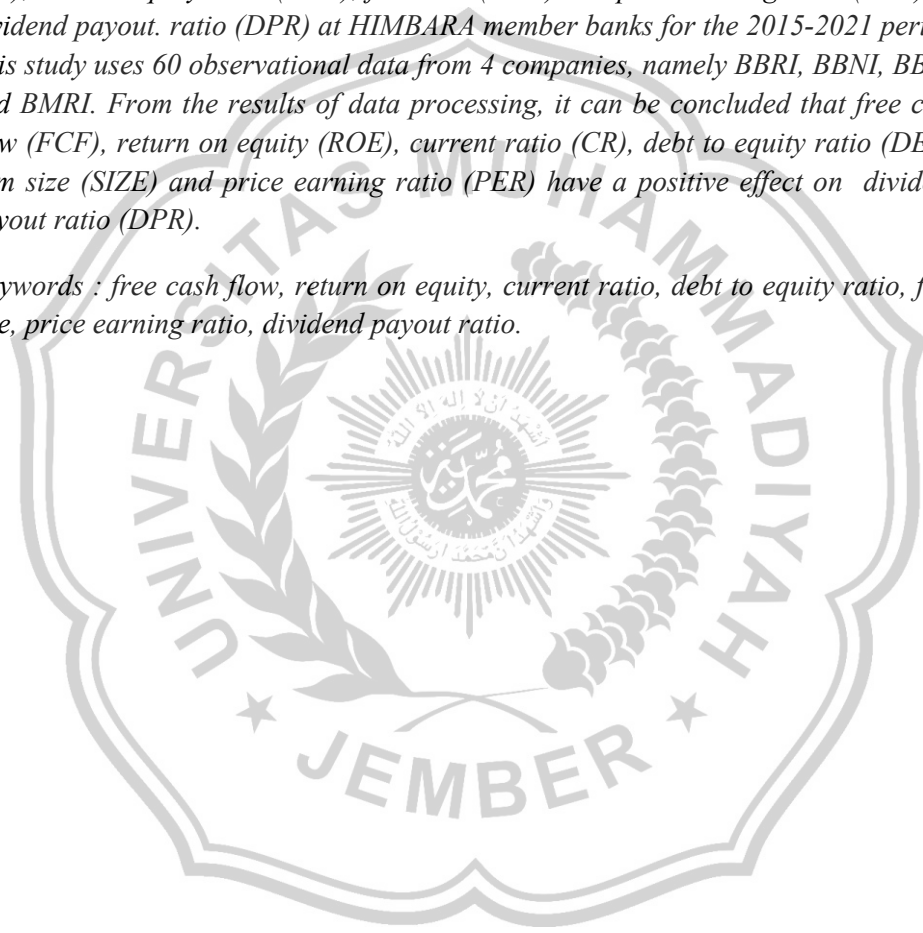 vidend payout. ratio (DPR) at HIMBARA member banks for the 2015-2021 peri
is study uses 60 observational data from 4 companies, namely BBRI, BBNI, BB
d BMRI. From the results of data processing, it can be concluded that free c
w (FCF), return on equity (ROE), current ratio (CR), debt to equity ratio (DE
m size (SIZE) and price earning ratio (PER) have a positive effect on divid
yout ratio (DPR).
ywords : free cash flow, return on equity, current ratio, debt to equity ratio, f
e, price earning ratio, dividend payout ratio.
UNIVERSITAS MUHAMMADIYAH
JEMBER